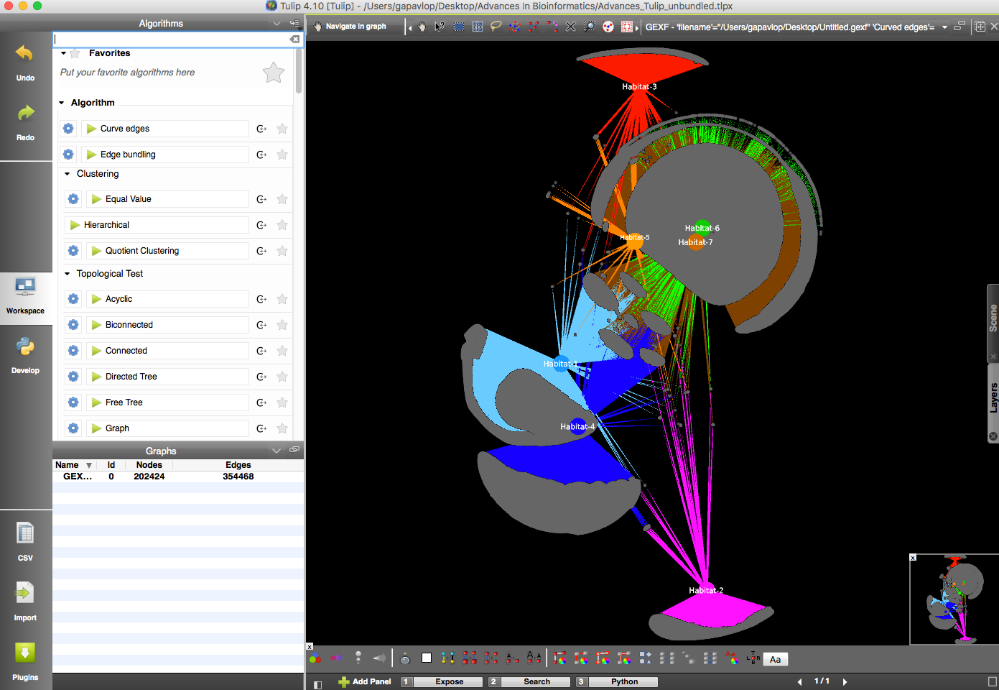 Tulip 4.10 [Tulip] - /Users/gapavlop/Desktop/Advances In Bioinformatics/Advances_Tulip_unbundled.tlpx
Algorithms
Navigate in graph
GEXF - 'filename'="/Users/gapavlop/Desktop/Untitled.gexf" 'Curved edges'=
Undo
Redo
Workspace
Develop
CSV
Import
Plugins
Favorites
Put your favorite algorithms here
Algorithm
Curve edges
Edge bundling
Clustering
Equal Value
Hierarchical
Quotient Clustering
Topological Test
Acyclic
Biconnected
Connected
Directed Tree
Free Tree
Graph
Graphs
Name Id Nodes Edges
GEX... 0 202424 354468
Habitat-3
Habitat-6
Habitat-5
Habitat-7
Habitat-1
Habitat-4
Habitat-2
Scene
Layers
x
x
Aa
Add Panel
1 Expose
2 Search
3 Python
1 / 1